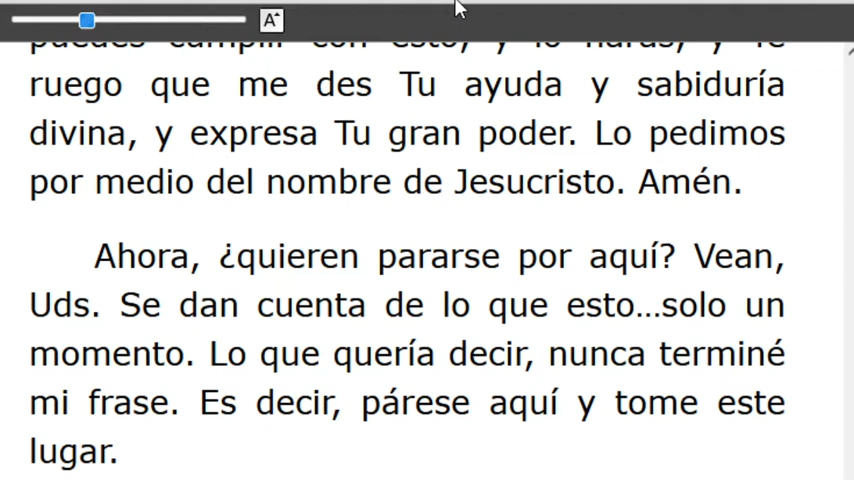 A
ruego que me des Tu ayuda y sabiduría
divina, y expresa Tu gran poder. Lo pedimos
por medio del nombre de Jesucristo. Amén.
Ahora, ¿quieren pararse por aquí? Vean,
Uds. Se dan cuenta de lo que esto...solo un
momento. Lo que quería decir, nunca terminé
mi frase. Es decir, párese aquí y tome este
lugar.